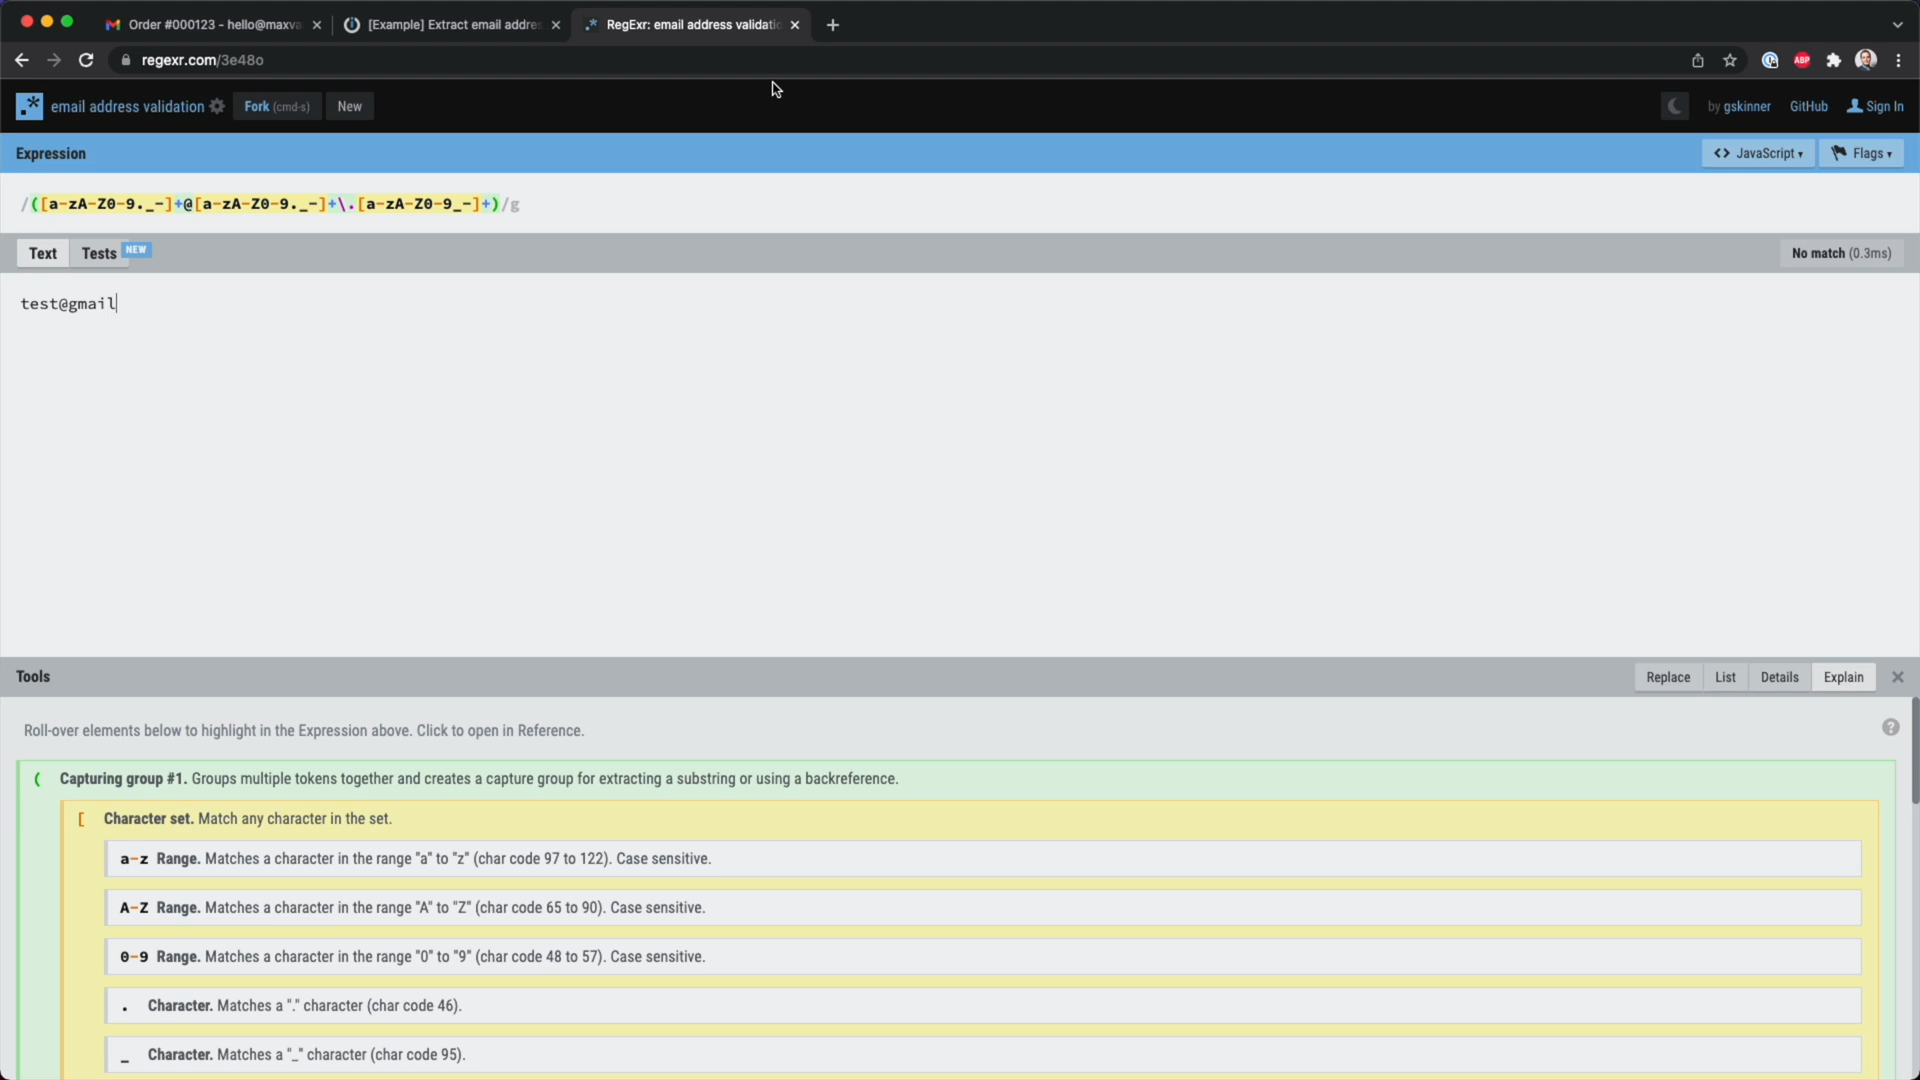 Order #000123 - hello@maxva
[Example] Extract email addre
RegExr: email address validatio
regexr.com/3e48o
ABP
.*
email address validation
Fork (cmd-s)
New
by gskinner
GitHub
Sign In
Expression
<> JavaScript ▾
Flags ▾
/([a-zA-Z0-9._-]+@[a-zA-Z0-9._-]+\.[a-zA-Z0-9_-]+)/g
Text
Tests
NEW
No match (0.3ms)
test@gmail
Tools
Replace
List
Details
Explain
Roll-over elements below to highlight in the Expression above. Click to open in Reference.
?
( Capturing group #1. Groups multiple tokens together and creates a capture group for extracting a substring or using a backreference.
[ Character set. Match any character in the set.
a-z Range. Matches a character in the range "a" to "z" (char code 97 to 122). Case sensitive.
A-Z Range. Matches a character in the range "A" to "Z" (char code 65 to 90). Case sensitive.
0-9 Range. Matches a character in the range "0" to "9" (char code 48 to 57). Case sensitive.
. Character. Matches a "." character (char code 46).
_ Character. Matches a "_" character (char code 95).